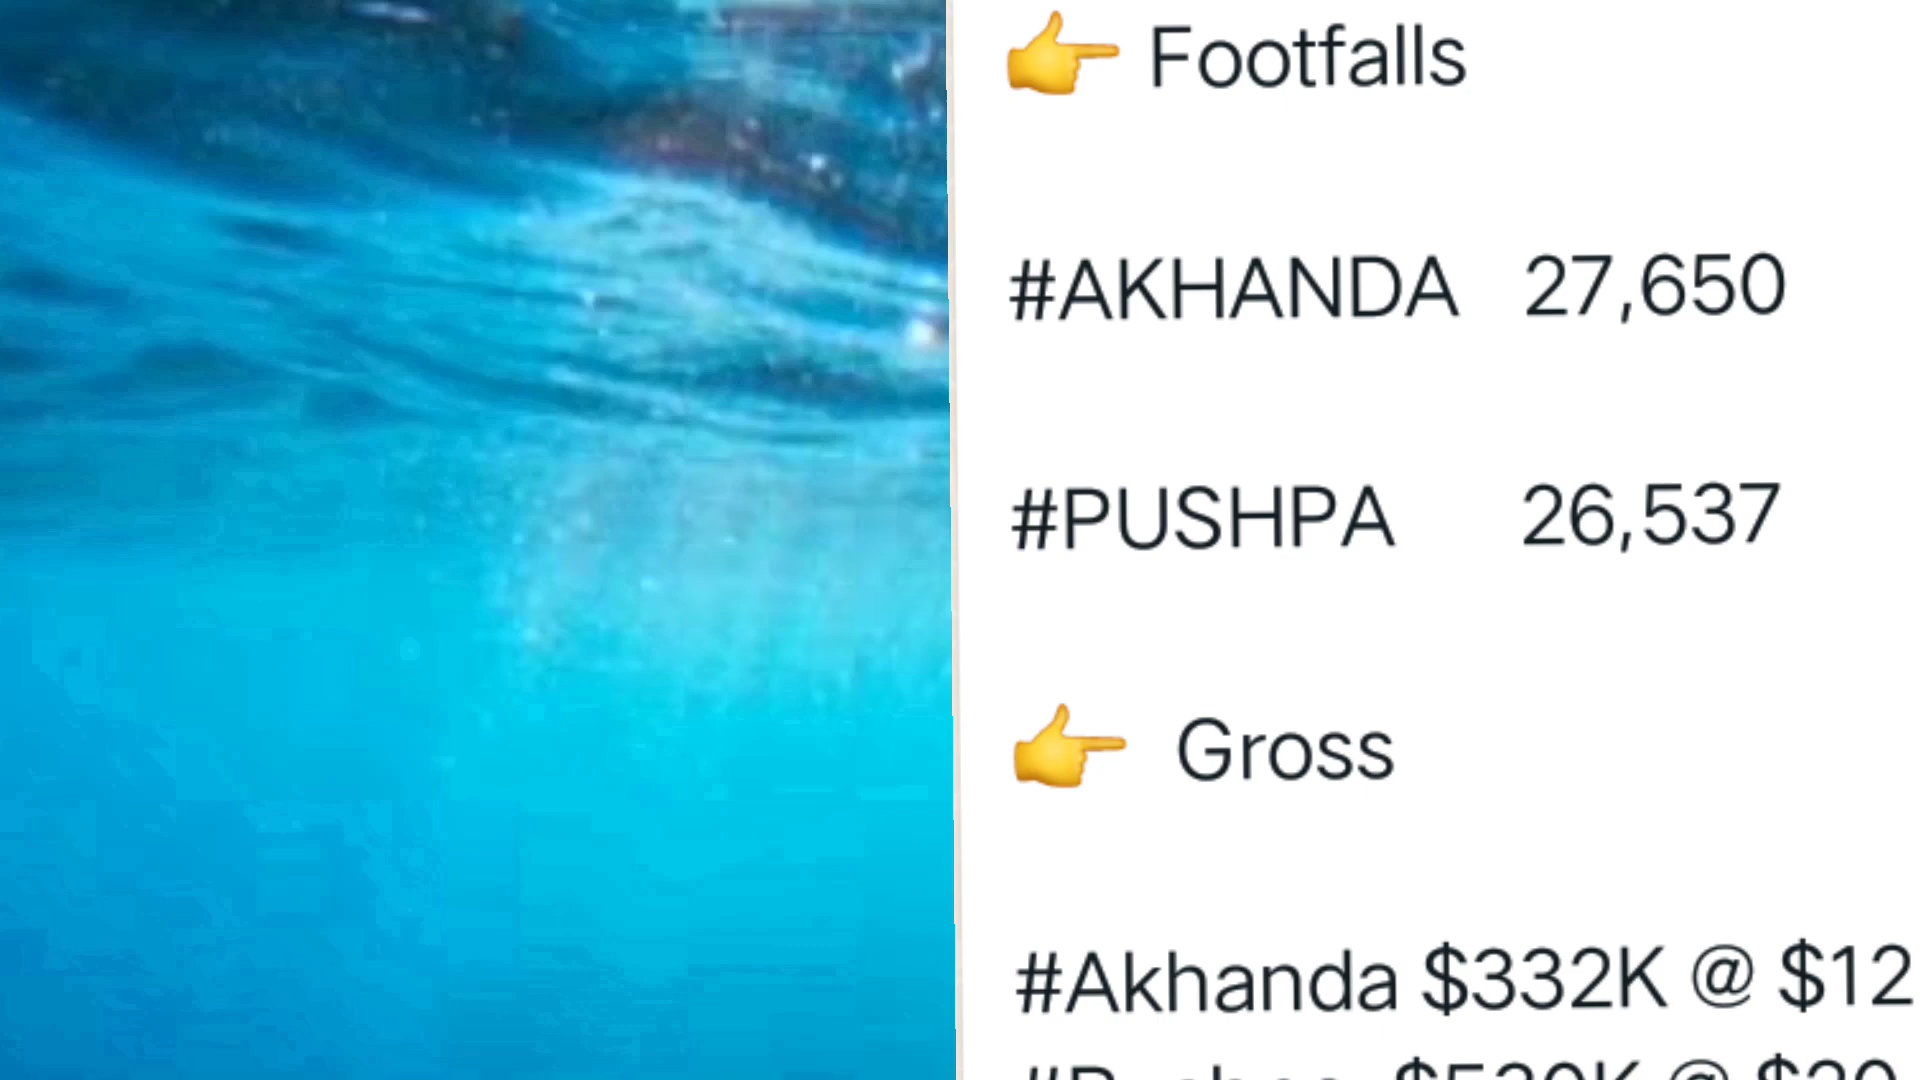 👉 Footfalls
#AKHANDA 27,650
#PUSHPA 26,537
👉 Gross
#Akhanda $332K @ $12